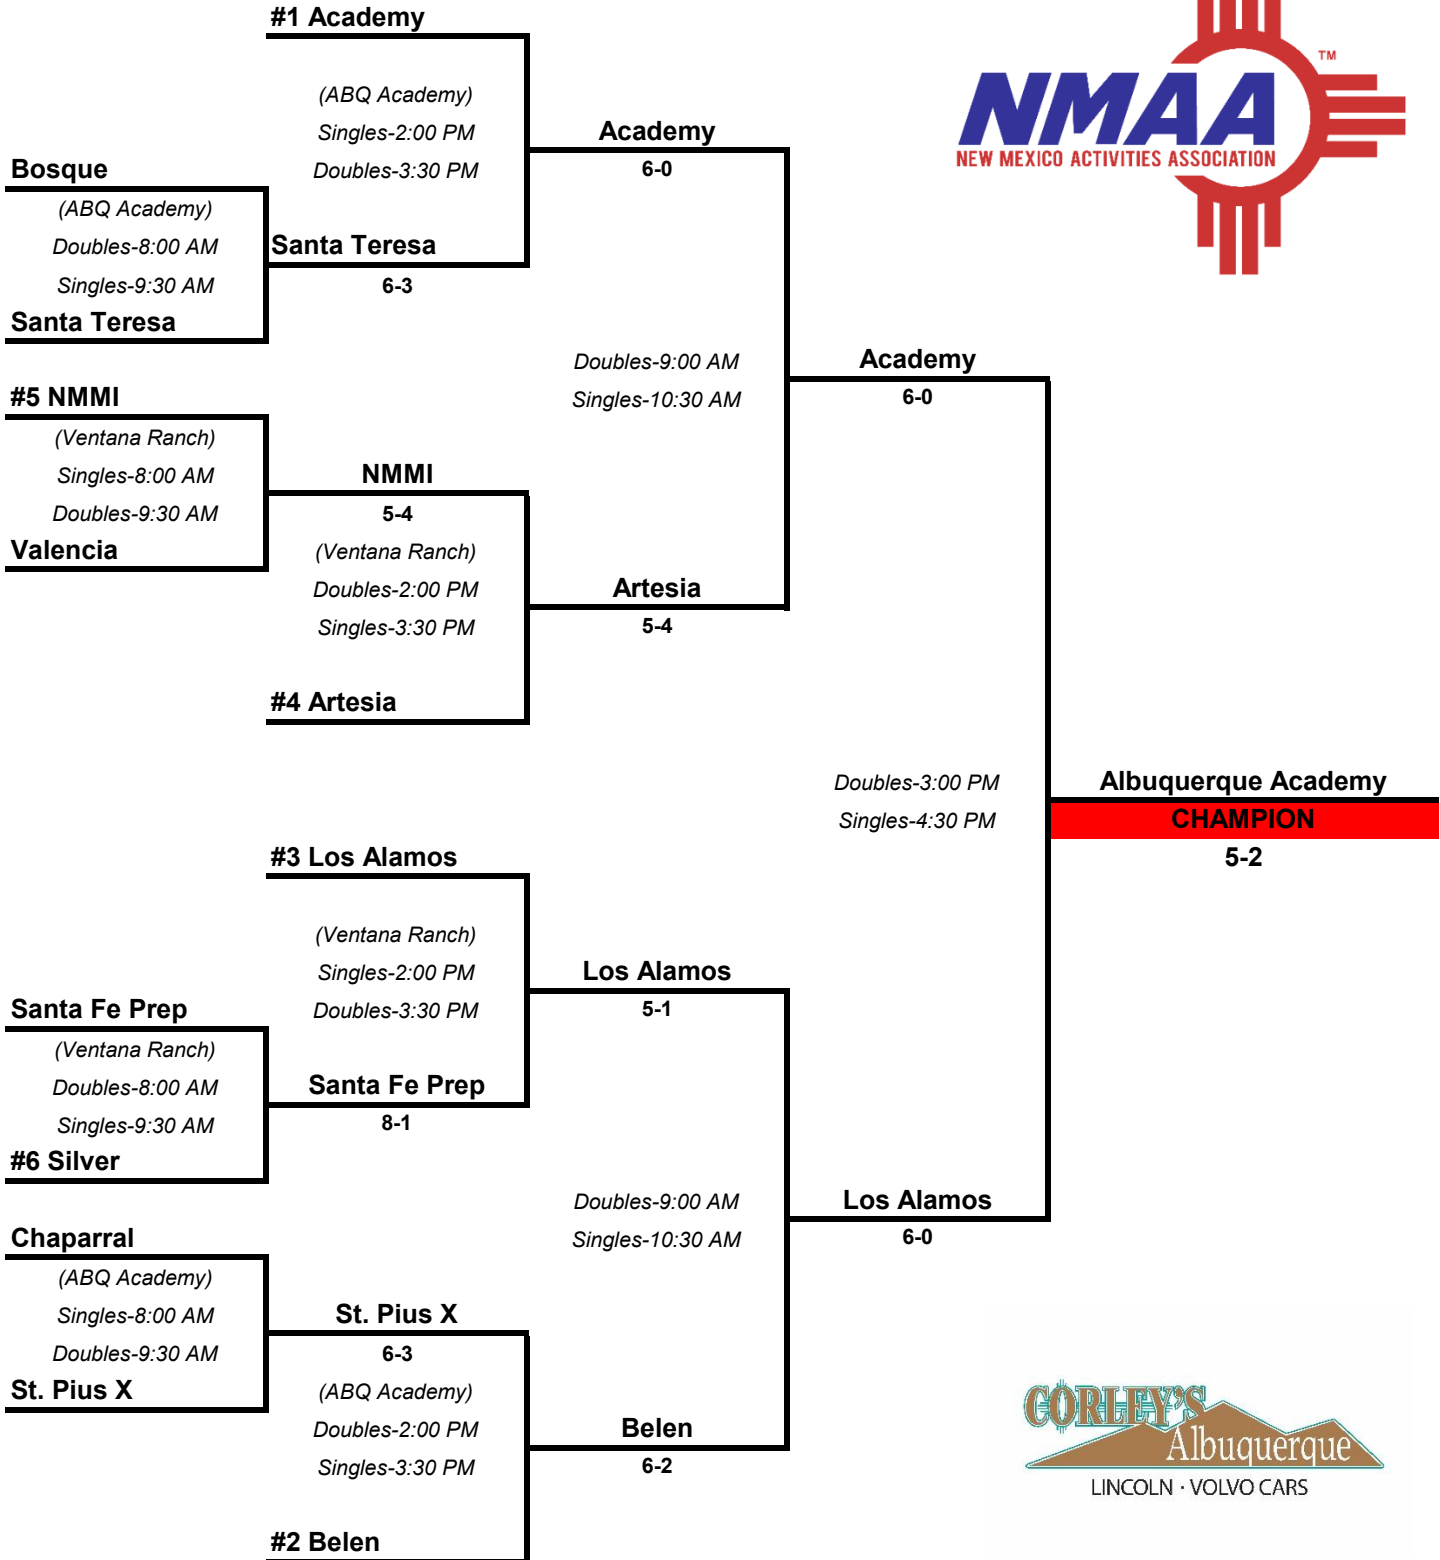 #1 Academy
(ABQ Academy)
Singles-2:00 PM
Doubles-3:30 PM
Academy
6-0
TM
NMAA
NEW MEXICO ACTIVITIES ASSOCIATION
Bosque
(ABQ Academy)
Doubles-8:00 AM
Singles-9:30 AM
Santa Teresa
Santa Teresa
6-3
Doubles-9:00 AM
Singles-10:30 AM
Academy
6-0
#5 NMMI
(Ventana Ranch)
Singles-8:00 AM
Doubles-9:30 AM
Valencia
NMMI
5-4
(Ventana Ranch)
Doubles-2:00 PM
Singles-3:30 PM
Artesia
5-4
#4 Artesia
Doubles-3:00 PM
Singles-4:30 PM
Albuquerque Academy
CHAMPION
5-2
#3 Los Alamos
(Ventana Ranch)
Singles-2:00 PM
Doubles-3:30 PM
Los Alamos
5-1
Santa Fe Prep
(Ventana Ranch)
Doubles-8:00 AM
Singles-9:30 AM
#6 Silver
Santa Fe Prep
8-1
Doubles-9:00 AM
Singles-10:30 AM
Los Alamos
6-0
Chaparral
(ABQ Academy)
Singles-8:00 AM
Doubles-9:30 AM
St. Pius X
St. Pius X
6-3
(ABQ Academy)
Doubles-2:00 PM
Singles-3:30 PM
Belen
6-2
#2 Belen
CORLEY'S
Albuquerque
LINCOLN · VOLVO CARS